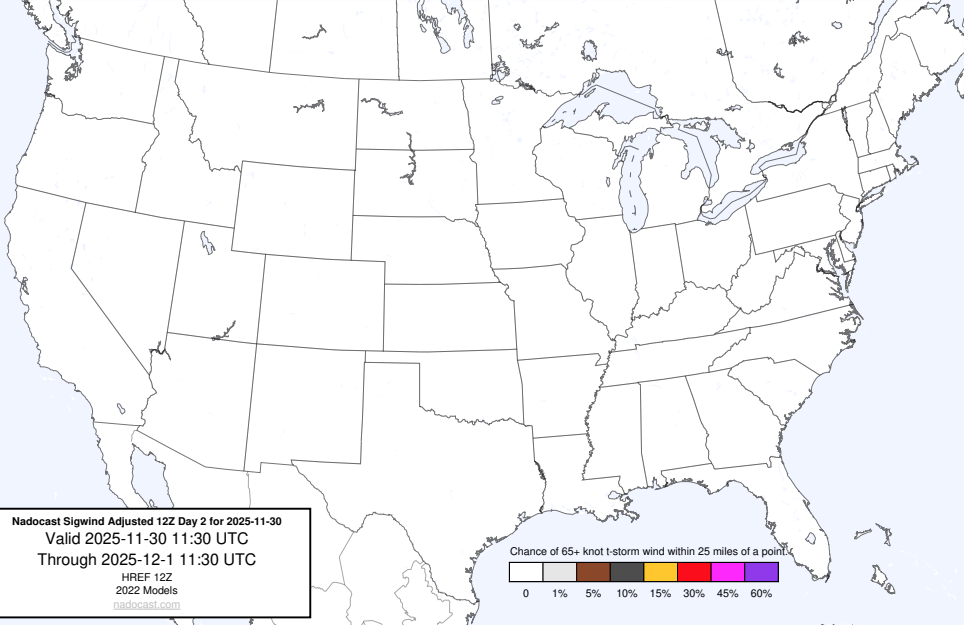 Nadocast Sigwind Adjusted 12Z Day 2 for 2025-11-30
Valid 2025-11-30 11:30 UTC
Through 2025-12-1 11:30 UTC
HREF 12Z
2022 Models
nadocast.com
Chance of 65+ knot t-storm wind within 25 miles of a point.
0 1% 5% 10% 15% 30% 45% 60%